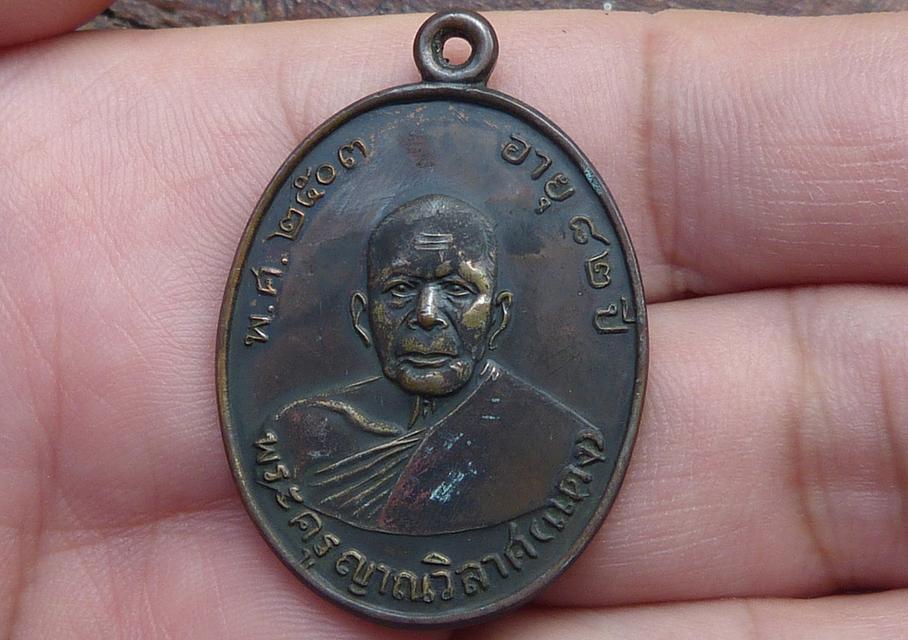 พ.ศ. ๒๕๐๓
อายุ ๘๒ ปี
พระครูญาณวิลาศ(แดง)